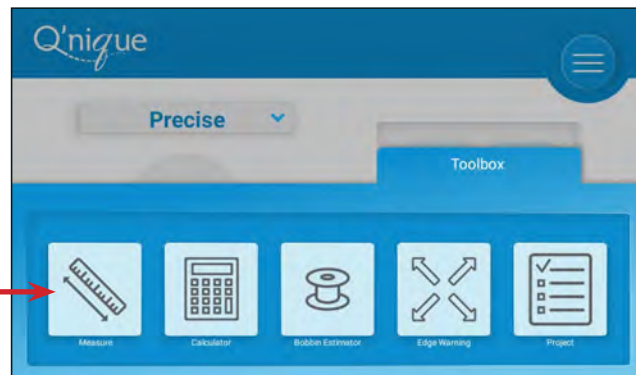 Q'nique
Precise
Toolbox
Measure
Calculator
Bobbin Estimator
Edge Warning
Project